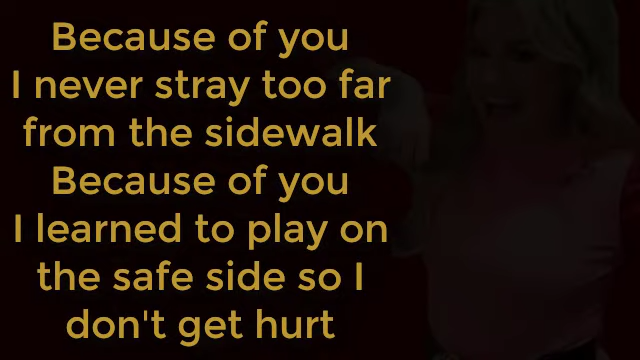 Because of you
I never stray too far
from the sidewalk
Because of you
I learned to play on
the safe side so I
don't get hurt